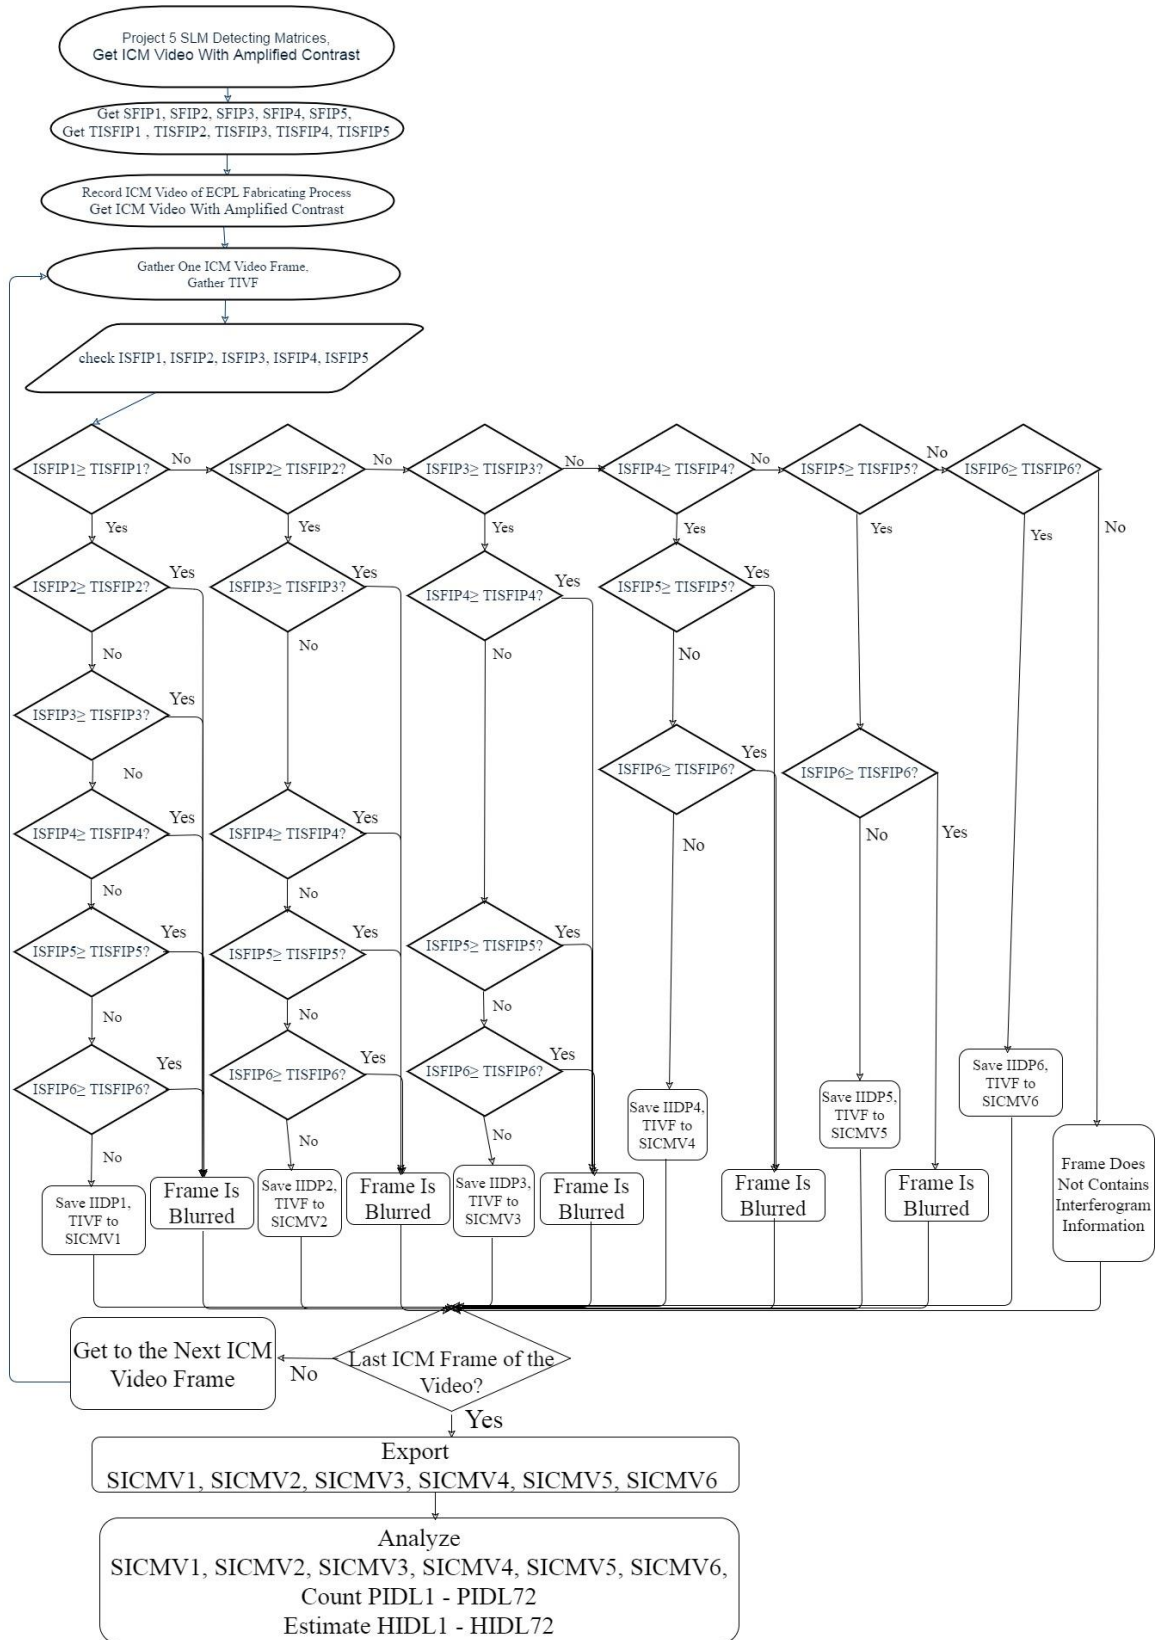 Project 5 SLM Detecting Matrices,
Get ICM Video With Amplified Contrast
Get SFIP1, SFIP2, SFIP3, SFIP4, SFIP5,
Get TISFIP1 , TISFIP2, TISFIP3, TISFIP4, TISFIP5
Record ICM Video of ECPL Fabricating Process
Get ICM Video With Amplified Contrast
Gather One ICM Video Frame,
Gather TIVF
check ISFIP1, ISFIP2, ISFIP3, ISFIP4, ISFIP5
ISFIP1≥ TISFIP1?
No
ISFIP2≥ TISFIP2?
No
ISFIP3≥ TISFIP3?
No
ISFIP4≥ TISFIP4?
No
ISFIP5≥ TISFIP5?
No
ISFIP6≥ TISFIP6?
No
Yes
Yes
Yes
Yes
Yes
Yes
ISFIP2≥ TISFIP2?
Yes
ISFIP3≥ TISFIP3?
Yes
ISFIP4≥ TISFIP4?
Yes
ISFIP5≥ TISFIP5?
Yes
No
No
No
No
ISFIP3≥ TISFIP3?
Yes
ISFIP6≥ TISFIP6?
Yes
ISFIP6≥ TISFIP6?
No
ISFIP4≥ TISFIP4?
Yes
ISFIP4≥ TISFIP4?
Yes
No
No
Yes
No
No
ISFIP5≥ TISFIP5?
Yes
ISFIP5≥ TISFIP5?
Yes
ISFIP5≥ TISFIP5?
Yes
No
No
No
ISFIP6≥ TISFIP6?
Yes
ISFIP6≥ TISFIP6?
Yes
ISFIP6≥ TISFIP6?
Yes
No
No
No
Save IIDP1,
TIVF to
SICMV1
Frame Is
Blurred
Save IIDP2,
TIVF to
SICMV2
Frame Is
Blurred
Save IIDP3,
TIVF to
SICMV3
Frame Is
Blurred
Save IIDP4,
TIVF to
SICMV4
Frame Is
Blurred
Save IIDP5,
TIVF to
SICMV5
Frame Is
Blurred
Save IIDP6,
TIVF to
SICMV6
Frame Does
Not Contains
Interferogram
Information
Get to the Next ICM
Video Frame
No
Last ICM Frame of the
Video?
Yes
Export
SICMV1, SICMV2, SICMV3, SICMV4, SICMV5, SICMV6
Analyze
SICMV1, SICMV2, SICMV3, SICMV4, SICMV5, SICMV6,
Count PIDL1 - PIDL72
Estimate HIDL1 - HIDL72